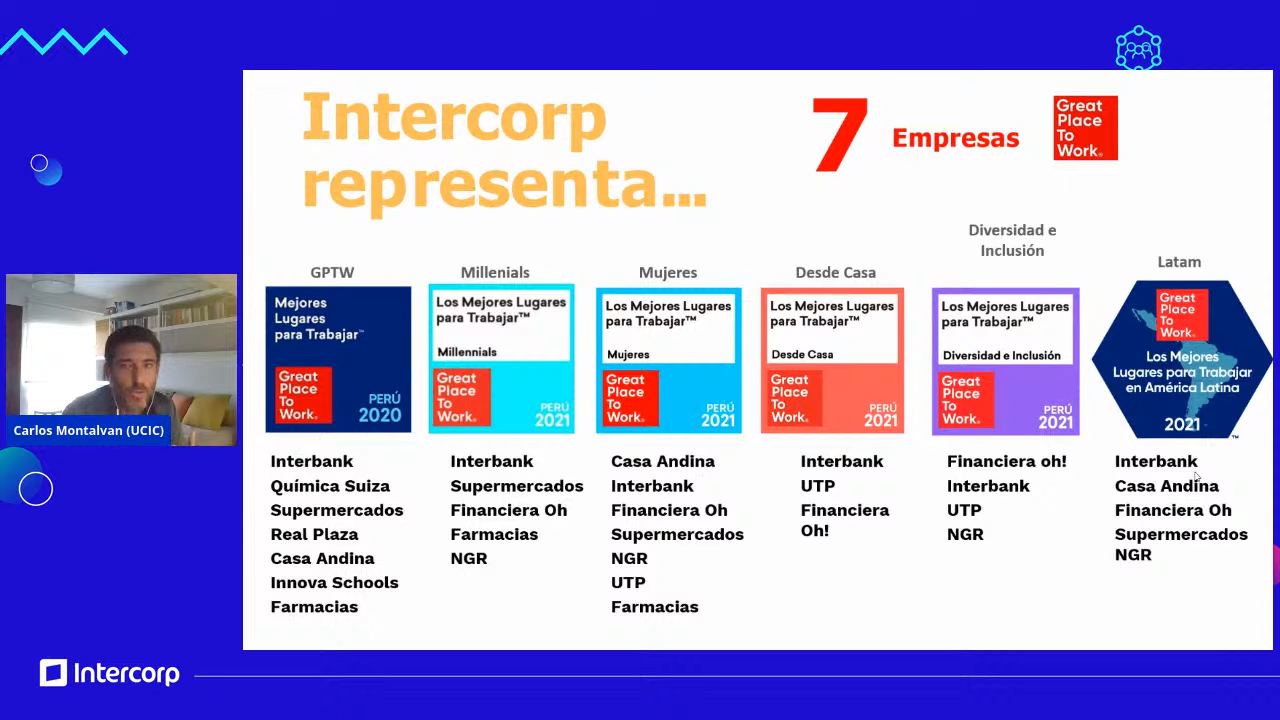 Intercorp
representa...
7 Empresas
Great
Place
To
Work®
GPTW
Mejores
Lugares
para Trabajar™
Great
Place
To
Work®
PERÚ
2020
Interbank
Química Suiza
Supermercados
Real Plaza
Casa Andina
Innova Schools
Farmacias
Millenials
Los Mejores Lugares
para Trabajar™
Millennials
Great
Place
To
Work®
PERÚ
2021
Interbank
Supermercados
Financiera Oh
Farmacias
NGR
Mujeres
Los Mejores Lugares
para Trabajar™
Mujeres
Great
Place
To
Work®
PERÚ
2021
Casa Andina
Interbank
Financiera Oh
Supermercados
NGR
UTP
Farmacias
Desde Casa
Los Mejores Lugares
para Trabajar™
Desde Casa
Great
Place
To
Work®
PERÚ
2021
Interbank
UTP
Financiera
Oh!
Diversidad e
Inclusión
Los Mejores Lugares
para Trabajar™
Diversidad e Inclusión
Great
Place
To
Work®
PERÚ
2021
Financiera oh!
Interbank
UTP
NGR
Latam
Great
Place
To
Work®
Los Mejores
Lugares para Trabajar
en América Latina
2021
™
Interbank
Casa Andina
Financiera Oh
Supermercados
NGR
Carlos Montalvan (UCIC)
Intercorp